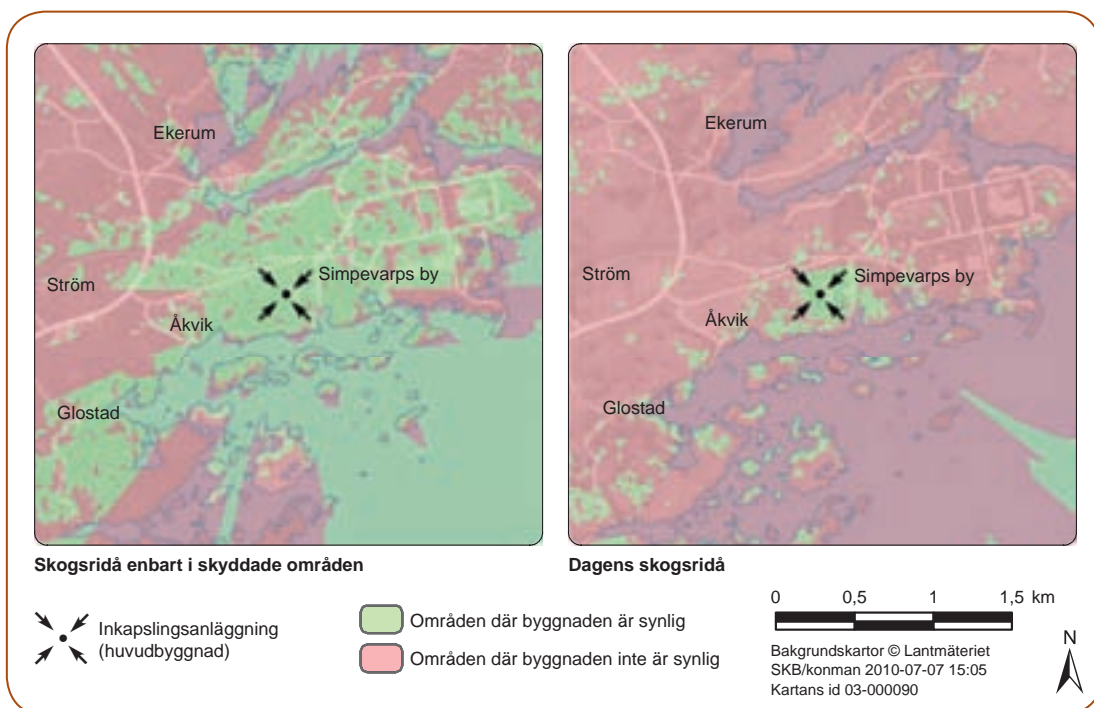 Ekerum
Ström
Simpevarps by
Åkvik
Glostad
Ekerum
Ström
Simpevarps by
Åkvik
Glostad
Skogsridå enbart i skyddade områden
Dagens skogsridå
Inkapslingsanläggning
(huvudbyggnad)
Områden där byggnaden är synlig
Områden där byggnaden inte är synlig
0 0,5 1 1,5 km
Bakgrundskartor © Lantmäteriet
SKB/konman 2010-07-07 15:05
Kartans id 03-000090
N